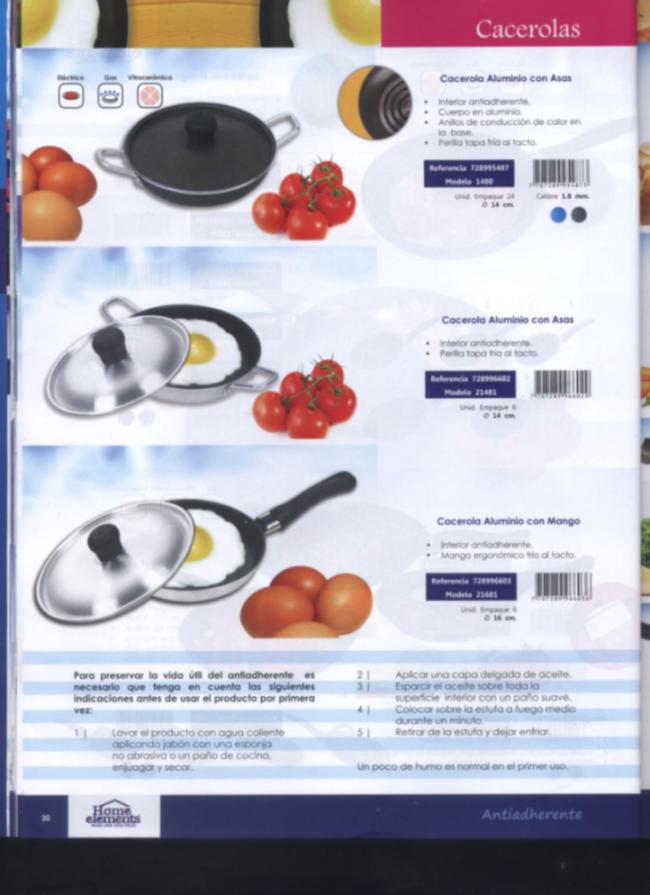 Cacerolas
Eléctrico Gas Vitrocerámica
Cacerola Aluminio con Asas
• Interior antiadherente.
• Cuerpo en aluminio.
• Anillos de conducción de calor en
la base.
• Perilla tapa fría al tacto.
Referencia 728995487
Modelo 1480
Unid. Empaque 24
Ø 14 cm.
Calibre 1.8 mm.
Cacerola Aluminio con Asas
• Interior antiadherente.
• Perilla tapa fría al tacto.
Referencia 728996602
Modelo 21481
Unid. Empaque 6
Ø 14 cm.
Cacerola Aluminio con Mango
• Interior antiadherente.
• Mango ergonómico frío al tacto.
Referencia 728996603
Modelo 21681
Unid. Empaque 6
Ø 16 cm.
Para preservar la vida útil del antiadherente es
necesario que tenga en cuenta las siguientes
indicaciones antes de usar el producto por primera
vez:
1 | Lavar el producto con agua caliente
aplicando jabón con una esponja
no abrasiva o un paño de cocina,
enjuagar y secar.
2 | Aplicar una capa delgada de aceite.
3 | Esparcir el aceite sobre toda la
superficie interior con un paño suave.
4 | Colocar sobre la estufa a fuego medio
durante un minuto.
5 | Retirar de la estufa y dejar enfriar.
Un poco de humo es normal en el primer uso.
30
Home
elements
Antiadherente